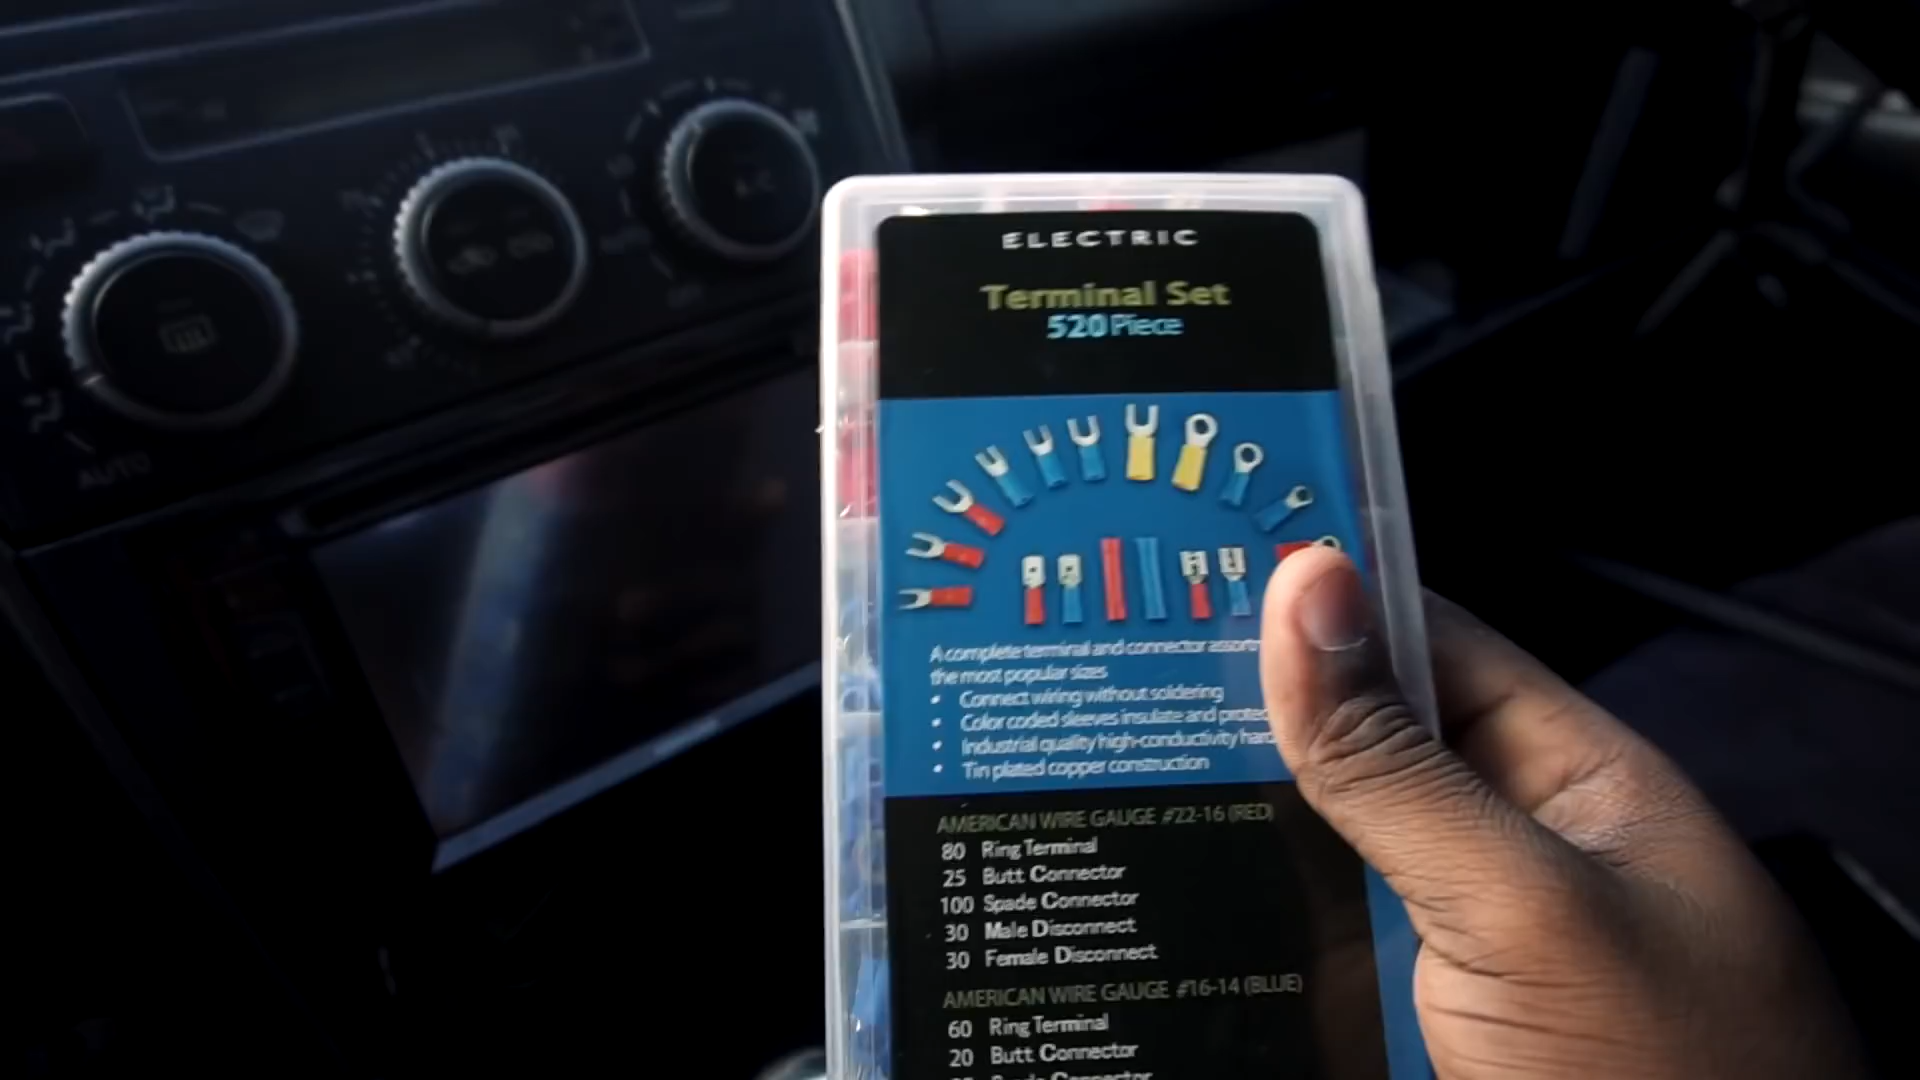 AUTO
ELECTRIC
Terminal Set
520 Piece
A complete terminal and connector
the most popular sizes
• Connect wiring without soldering
• Color coded sleeves insulate and
• Industrial quality high-conductivity
• Tin plated copper construction
AMERICAN WIRE GAUGE #22-16 (RED)
80 Ring Terminal
25 Butt Connector
100 Spade Connector
30 Male Disconnect
30 Female Disconnect
AMERICAN WIRE GAUGE #16-14 (BLUE)
60 Ring Terminal
20 Butt Connector
Spade Connector